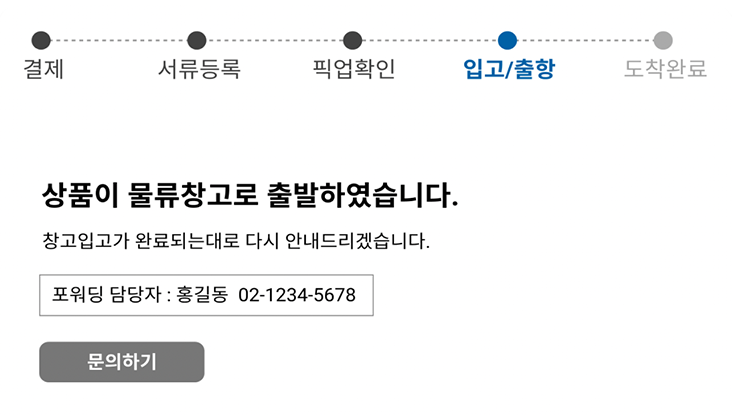 결제 서류등록 픽업확인 입고/출항 도착완료
상품이 물류창고로 출발하였습니다.
창고입고가 완료되는대로 다시 안내드리겠습니다.
포워딩 담당자 : 홍길동 02-1234-5678
문의하기